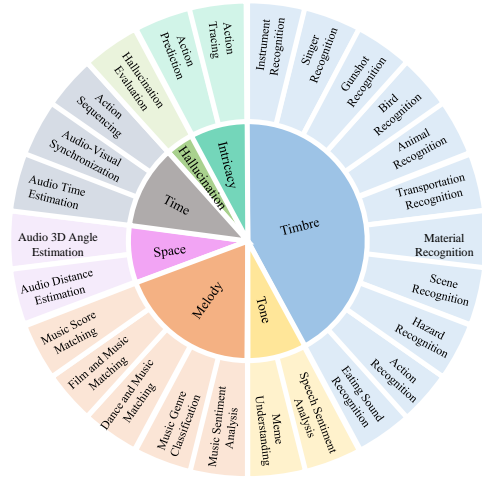 Instrument
Recognition
Singer
Recognition
Gunshot
Recognition
Bird
Recognition
Animal
Recognition
Transportation
Recognition
Material
Recognition
Scene
Recognition
Hazard
Recognition
Action
Recognition
Eating Sound
Recognition
Speech Sentiment
Analysis
Meme
Understanding
Music Sentiment
Analysis
Music Genre
Classification
Dance and Music
Matching
Film and Music
Matching
Music Score
Matching
Audio Distance
Estimation
Audio 3D Angle
Estimation
Audio Time
Estimation
Audio-Visual
Synchronization
Action
Sequencing
Hallucination
Evaluation
Action
Prediction
Action
Tracing
Timbre
Tone
Melody
Space
Time
Hallucination
Intricacy